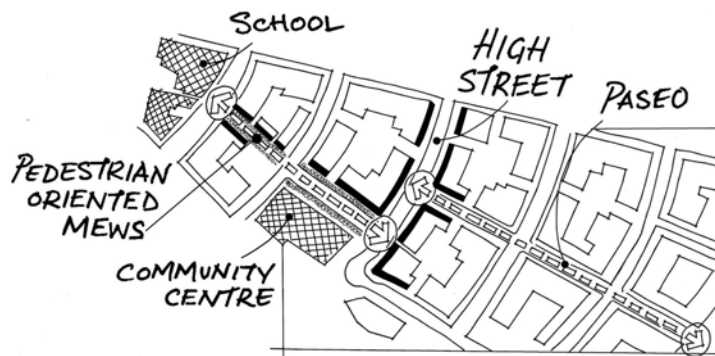 SCHOOL
HIGH
STREET
PASEO
PEDESTRIAN
ORIENTED
MEWS
COMMUNITY
CENTRE